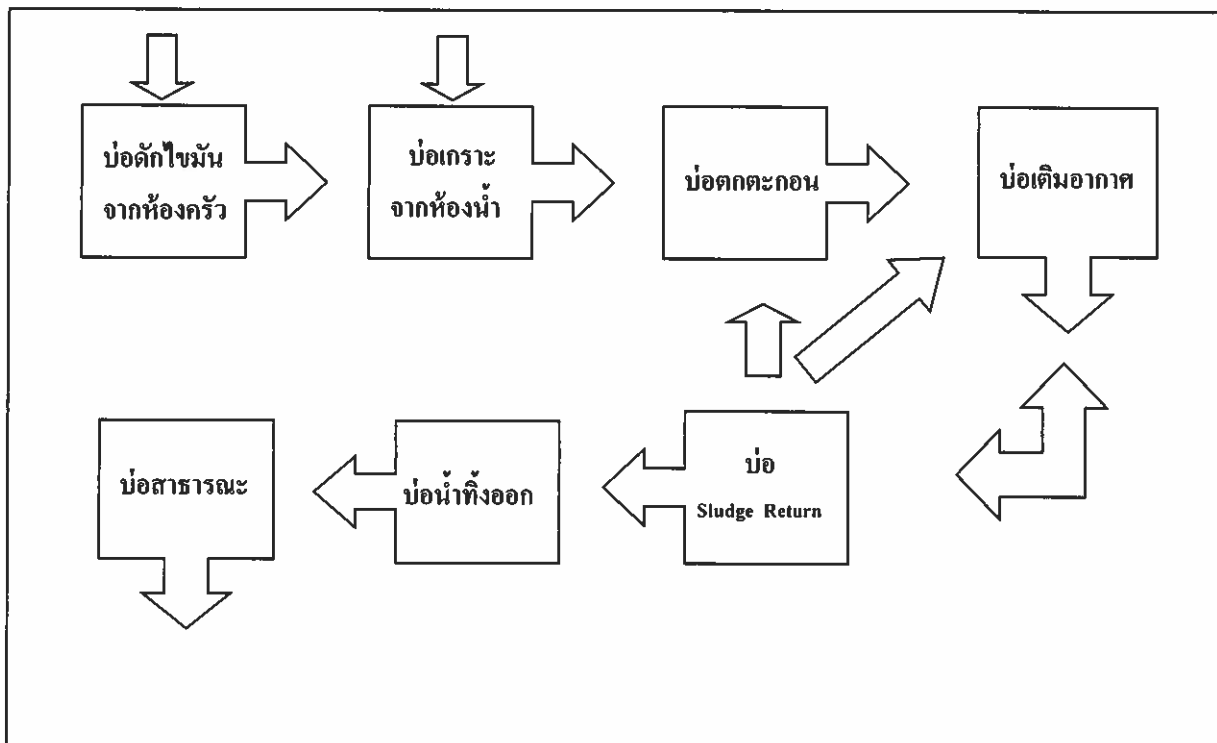 บ่อดักไขมัน
จากห้องครัว
บ่อเกราะ
จากห้องน้ำ
บ่อตกตะกอน
บ่อเติมอากาศ
บ่อสาธารณะ
บ่อน้ำทิ้งออก
บ่อ
Sludge Return